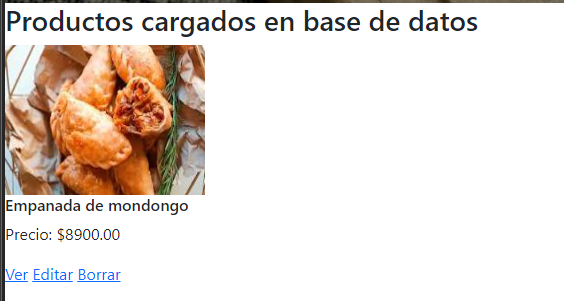 Productos cargados en base de datos
Empanada de mondongo
Precio: $8900.00
Ver Editar Borrar